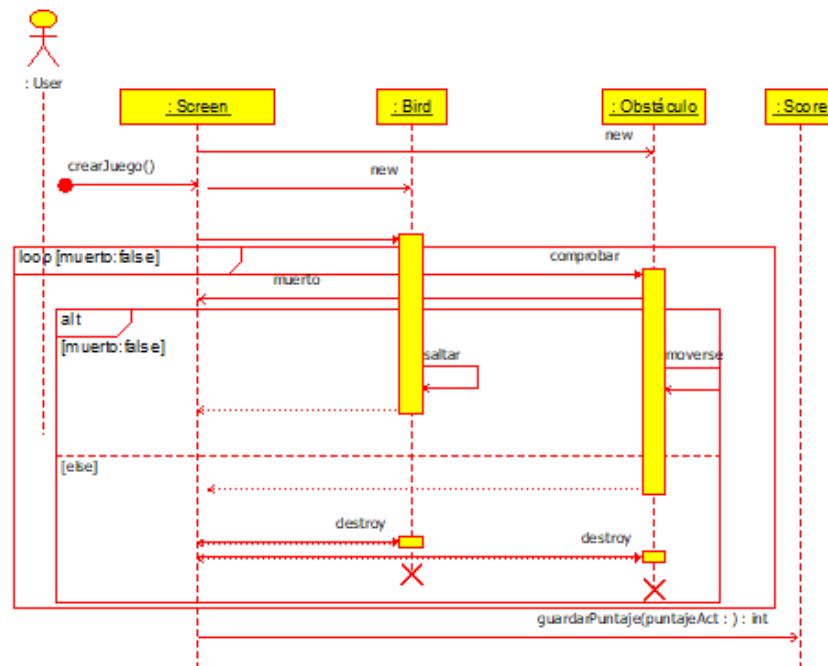 : User
: Screen
: Bird
: Obstáculo
: Score
new
crearJuego()
new
loop [muerto:false]
comprobar
muerto
alt
[muerto:false]
saltar
moverse
[else]
destroy
destroy
guardarPuntaje(puntajeAct : ) : int